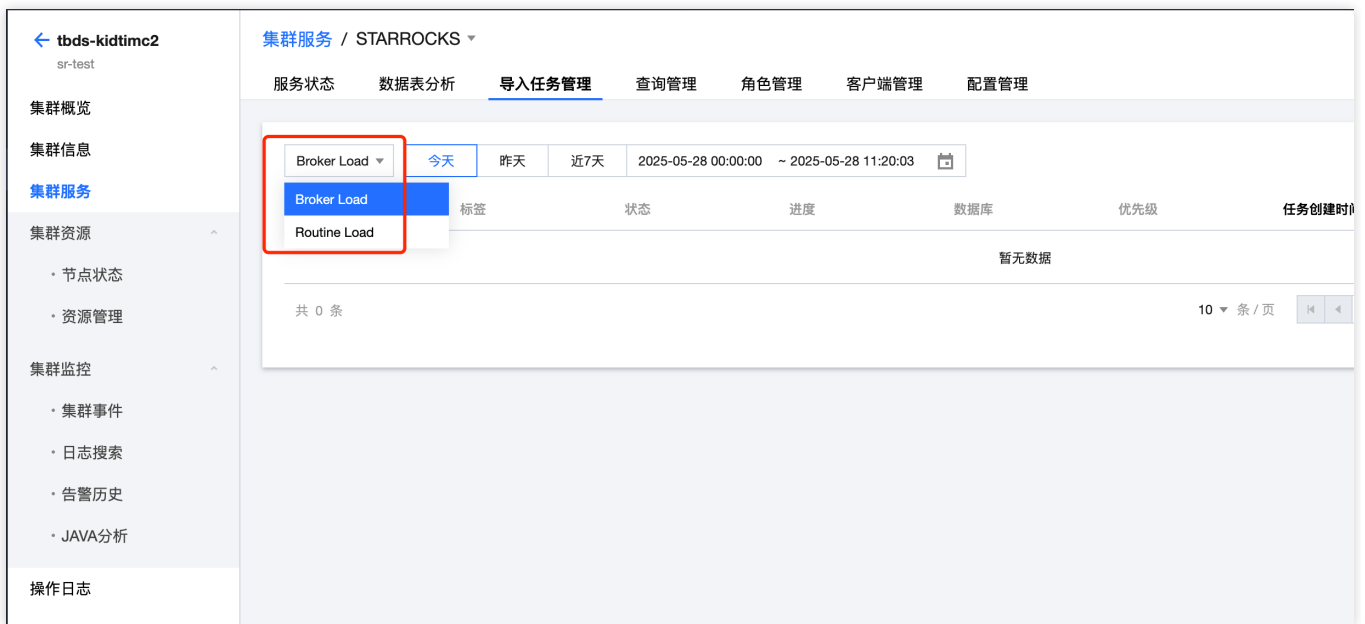 tbds-kidtimc2
sr-test
集群概览
集群信息
集群服务
集群资源
节点状态
资源管理
集群监控
集群事件
日志搜索
告警历史
JAVA分析
操作日志
集群服务 / STARROCKS
服务状态 数据表分析 导入任务管理 查询管理 角色管理 客户端管理 配置管理
Broker Load 今天 昨天 近7天 2025-05-28 00:00:00 ~ 2025-05-28 11:20:03
Broker Load
Routine Load
标签 状态 进度 数据库 优先级 任务创建时间
暂无数据
共 0 条 10 条 / 页